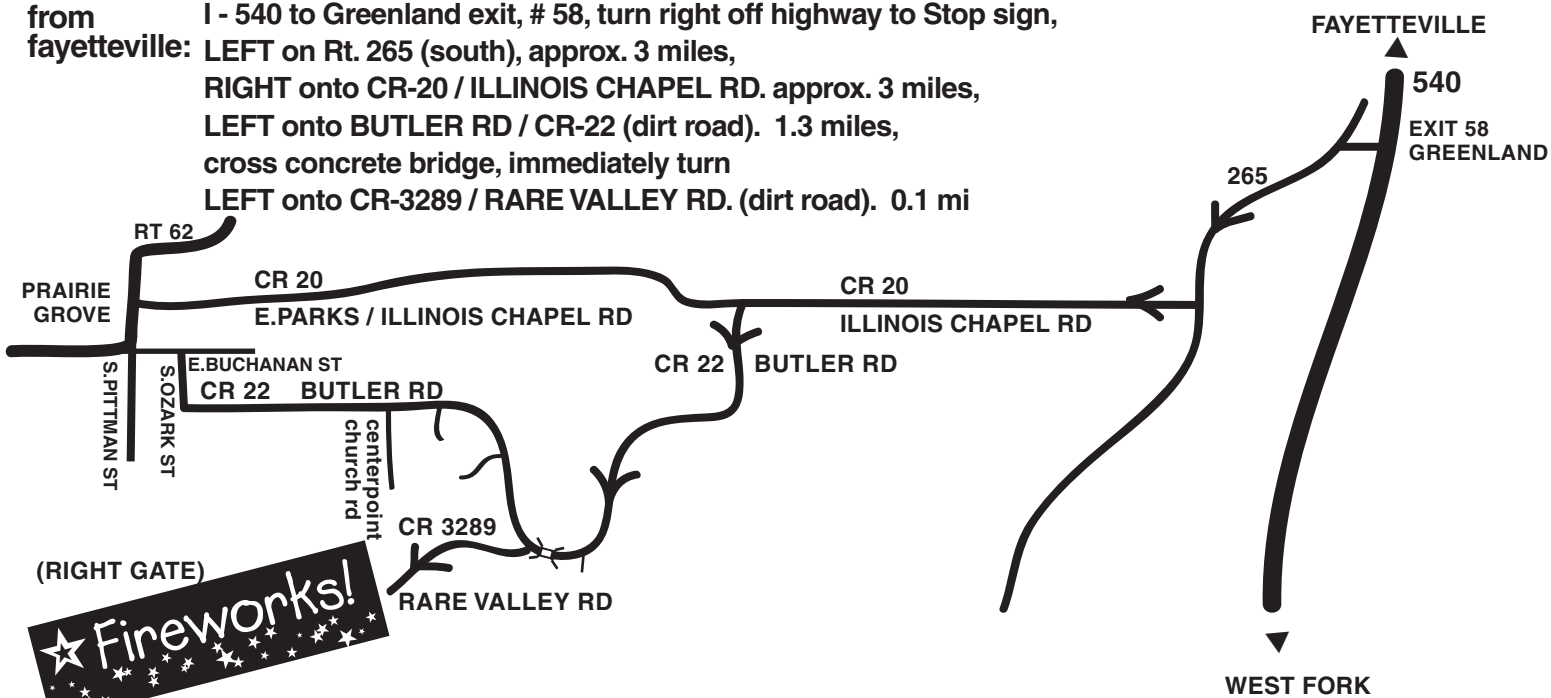 from
fayetteville:
I - 540 to Greenland exit, # 58, turn right off highway to Stop sign,
LEFT on Rt. 265 (south), approx. 3 miles,
RIGHT onto CR-20 / ILLINOIS CHAPEL RD. approx. 3 miles,
LEFT onto BUTLER RD / CR-22 (dirt road).  1.3 miles,
cross concrete bridge, immediately turn
LEFT onto CR-3289 / RARE VALLEY RD. (dirt road).  0.1 mi
FAYETTEVILLE
540
EXIT 58
GREENLAND
265
RT 62
PRAIRIE
GROVE
CR 20
E.PARKS / ILLINOIS CHAPEL RD
CR 20
ILLINOIS CHAPEL RD
CR 22
BUTLER RD
E.BUCHANAN ST
S.PITTMAN ST
S.OZARK ST
CR 22
BUTLER RD
centerpoint
church rd
CR 3289
RARE VALLEY RD
(RIGHT GATE)
Fireworks!
WEST FORK